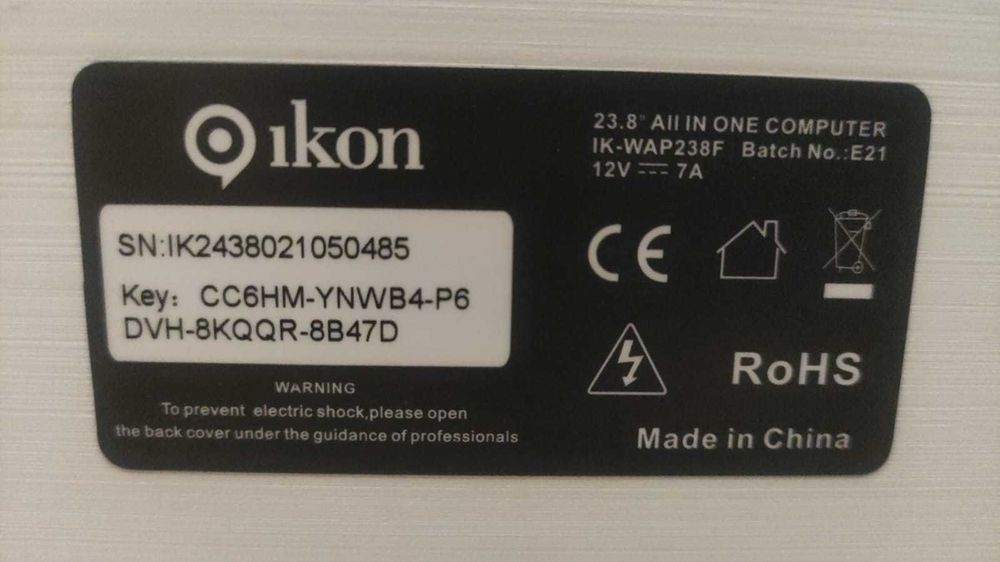 ikon
SN:IK2438021050485
Key: CC6HM-YNWB4-P6
DVH-8KQQR-8B47D
WARNING
To prevent electric shock,please open
the back cover under the guidance of professionals
23.8" All IN ONE COMPUTER
IK-WAP238F Batch No.:E21
12V ⎓ 7A
CE
RoHS
Made in China